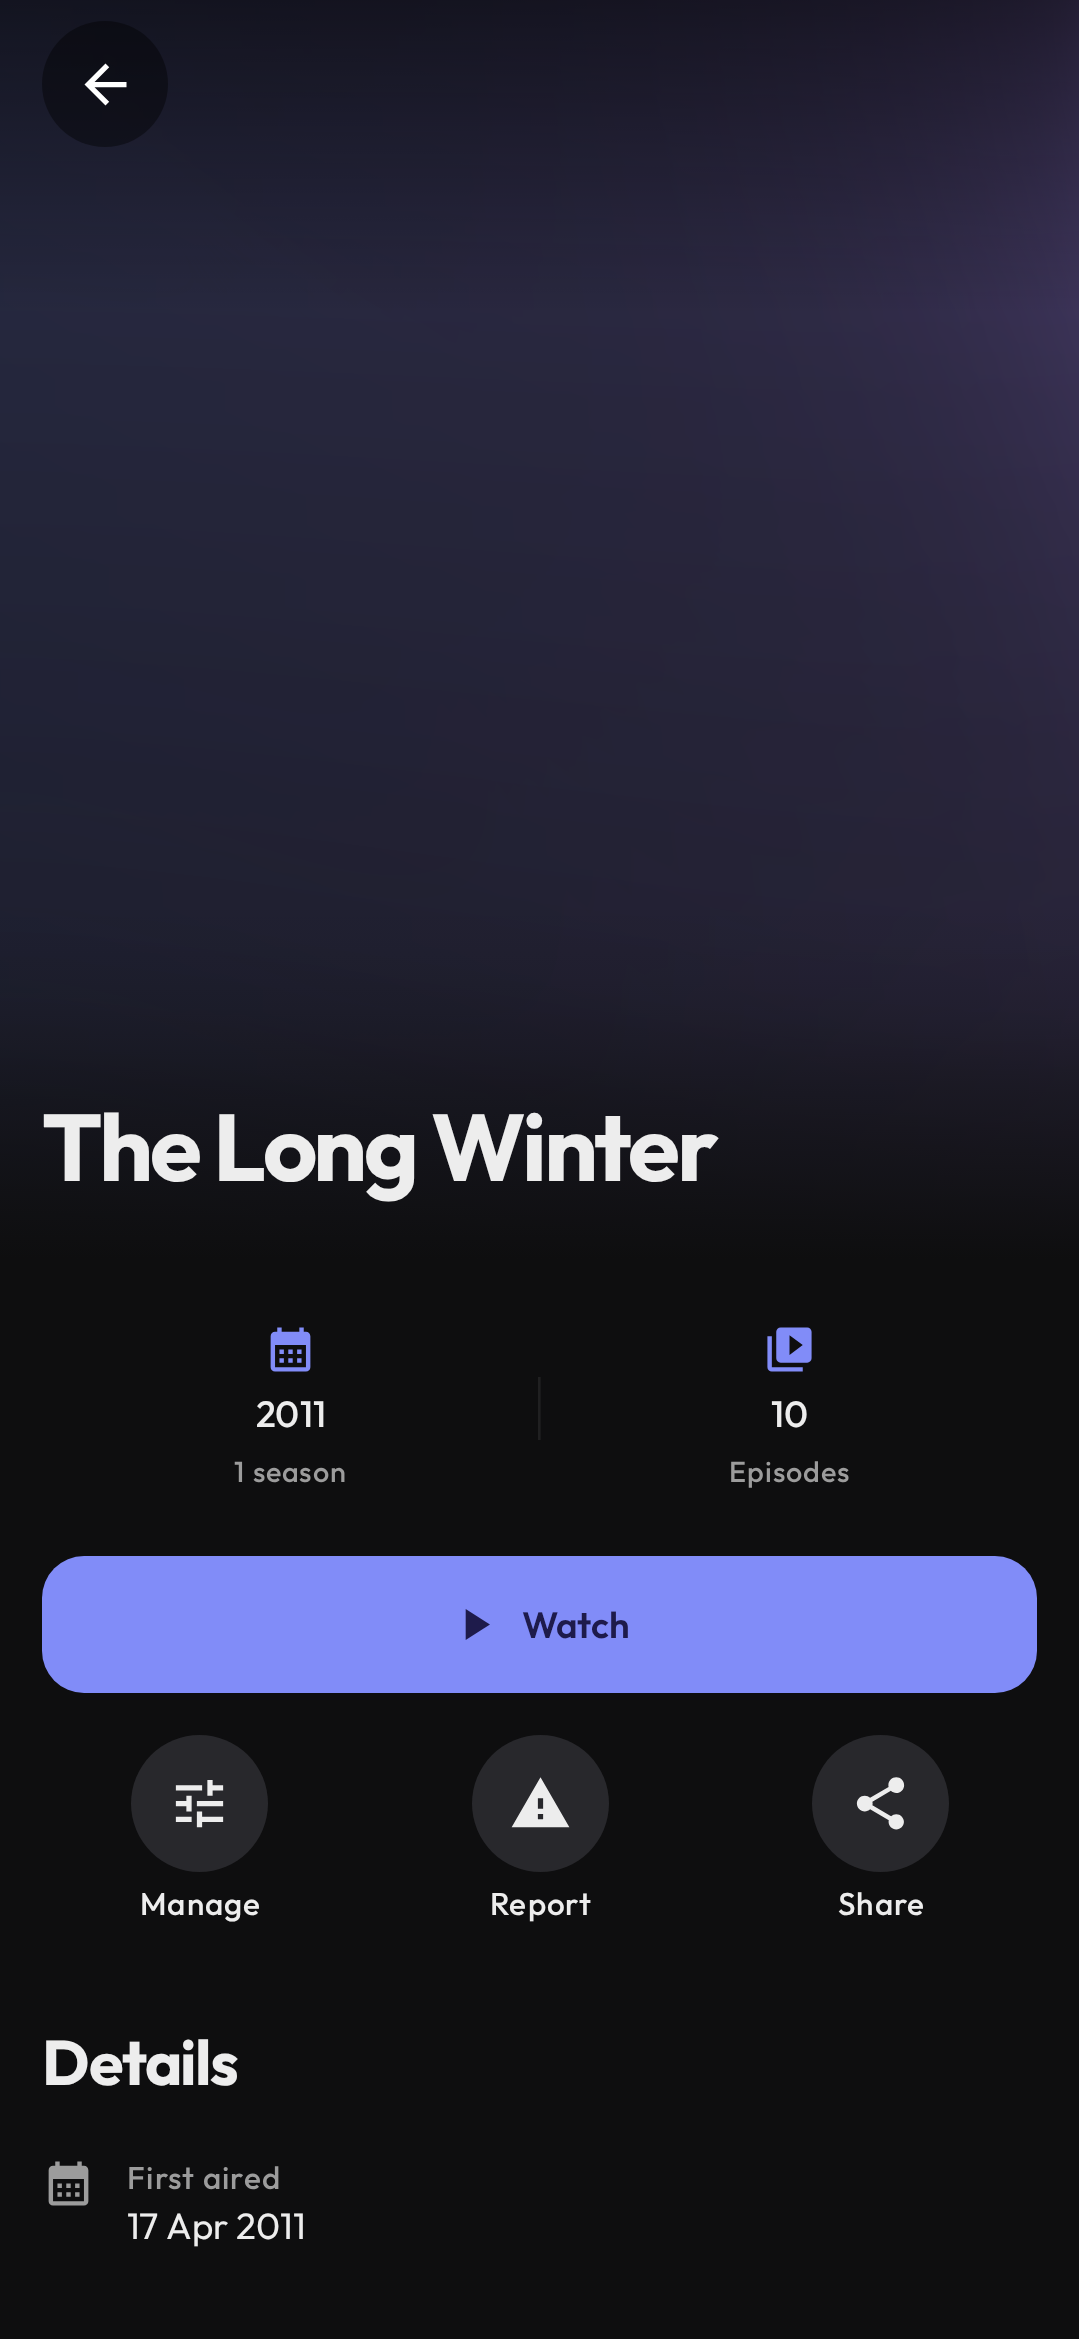 The Long Winter
2011
1 season
10
Episodes
Watch
Manage
Report
Share
Details
First aired
17 Apr 2011